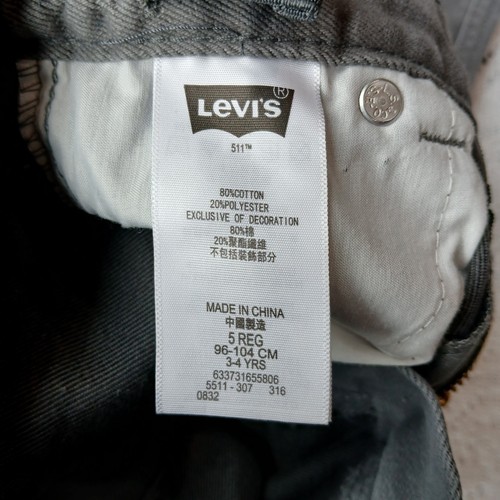 LEVI'S®
511™
80%COTTON
20%POLYESTER
EXCLUSIVE OF DECORATION
80%棉
20%聚酯纖維
不包括裝飾部分
MADE IN CHINA
中國製造
5 REG
96-104 CM
3-4 YRS
633731655806
5511 - 307 316
0832